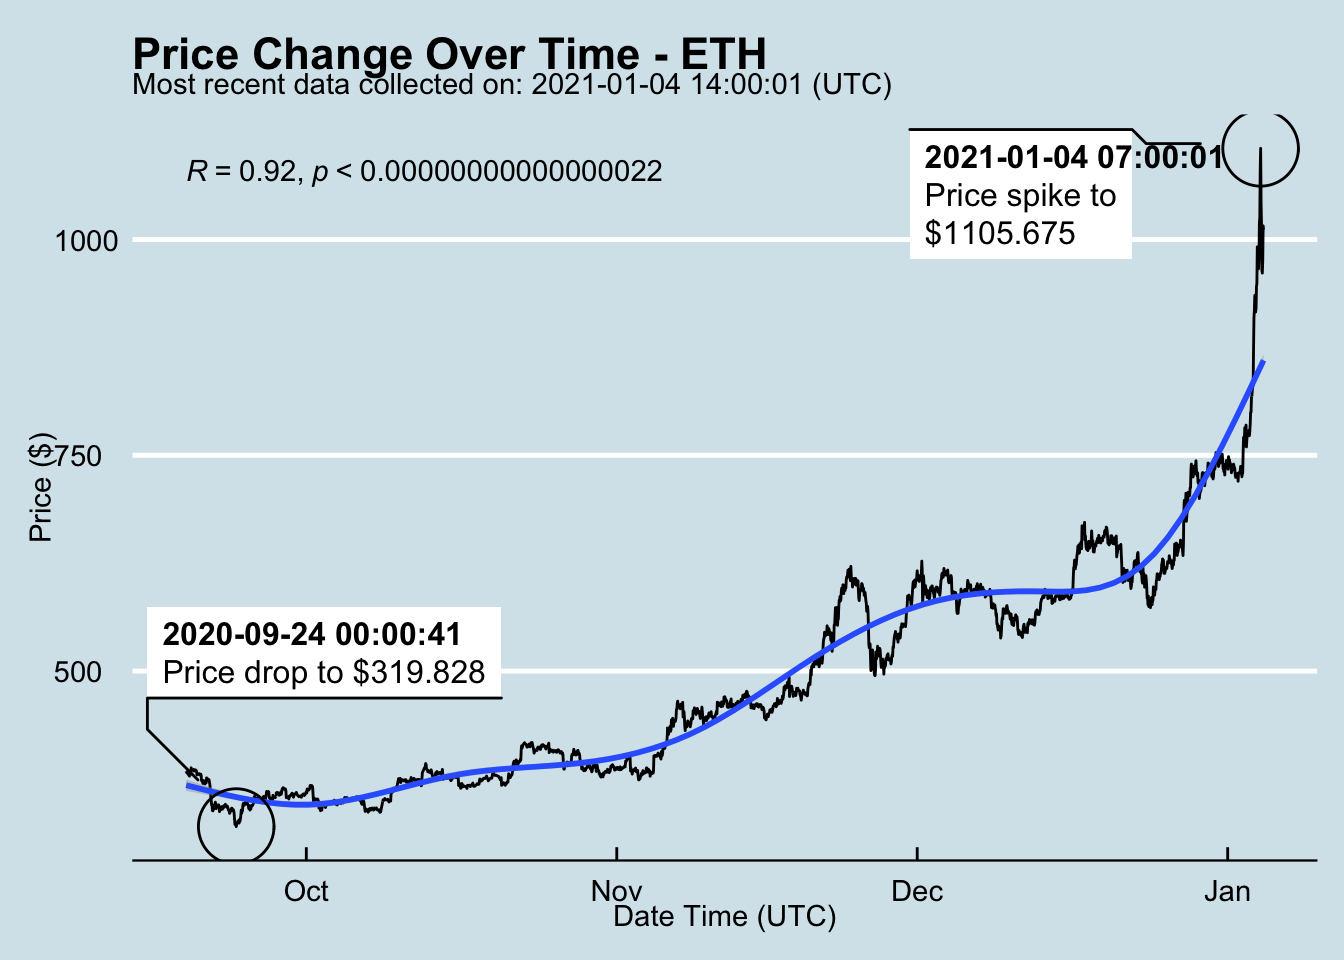 Price Change Over Time - ETH
Most recent data collected on: 2021-01-04 14:00:01 (UTC)
R = 0.92, p < 0.00000000000000022
2021-01-04 07:00:01
Price spike to
$1105.675
1000
750
500
Price ($)
2020-09-24 00:00:41
Price drop to $319.828
Oct Nov Dec Jan
Date Time (UTC)